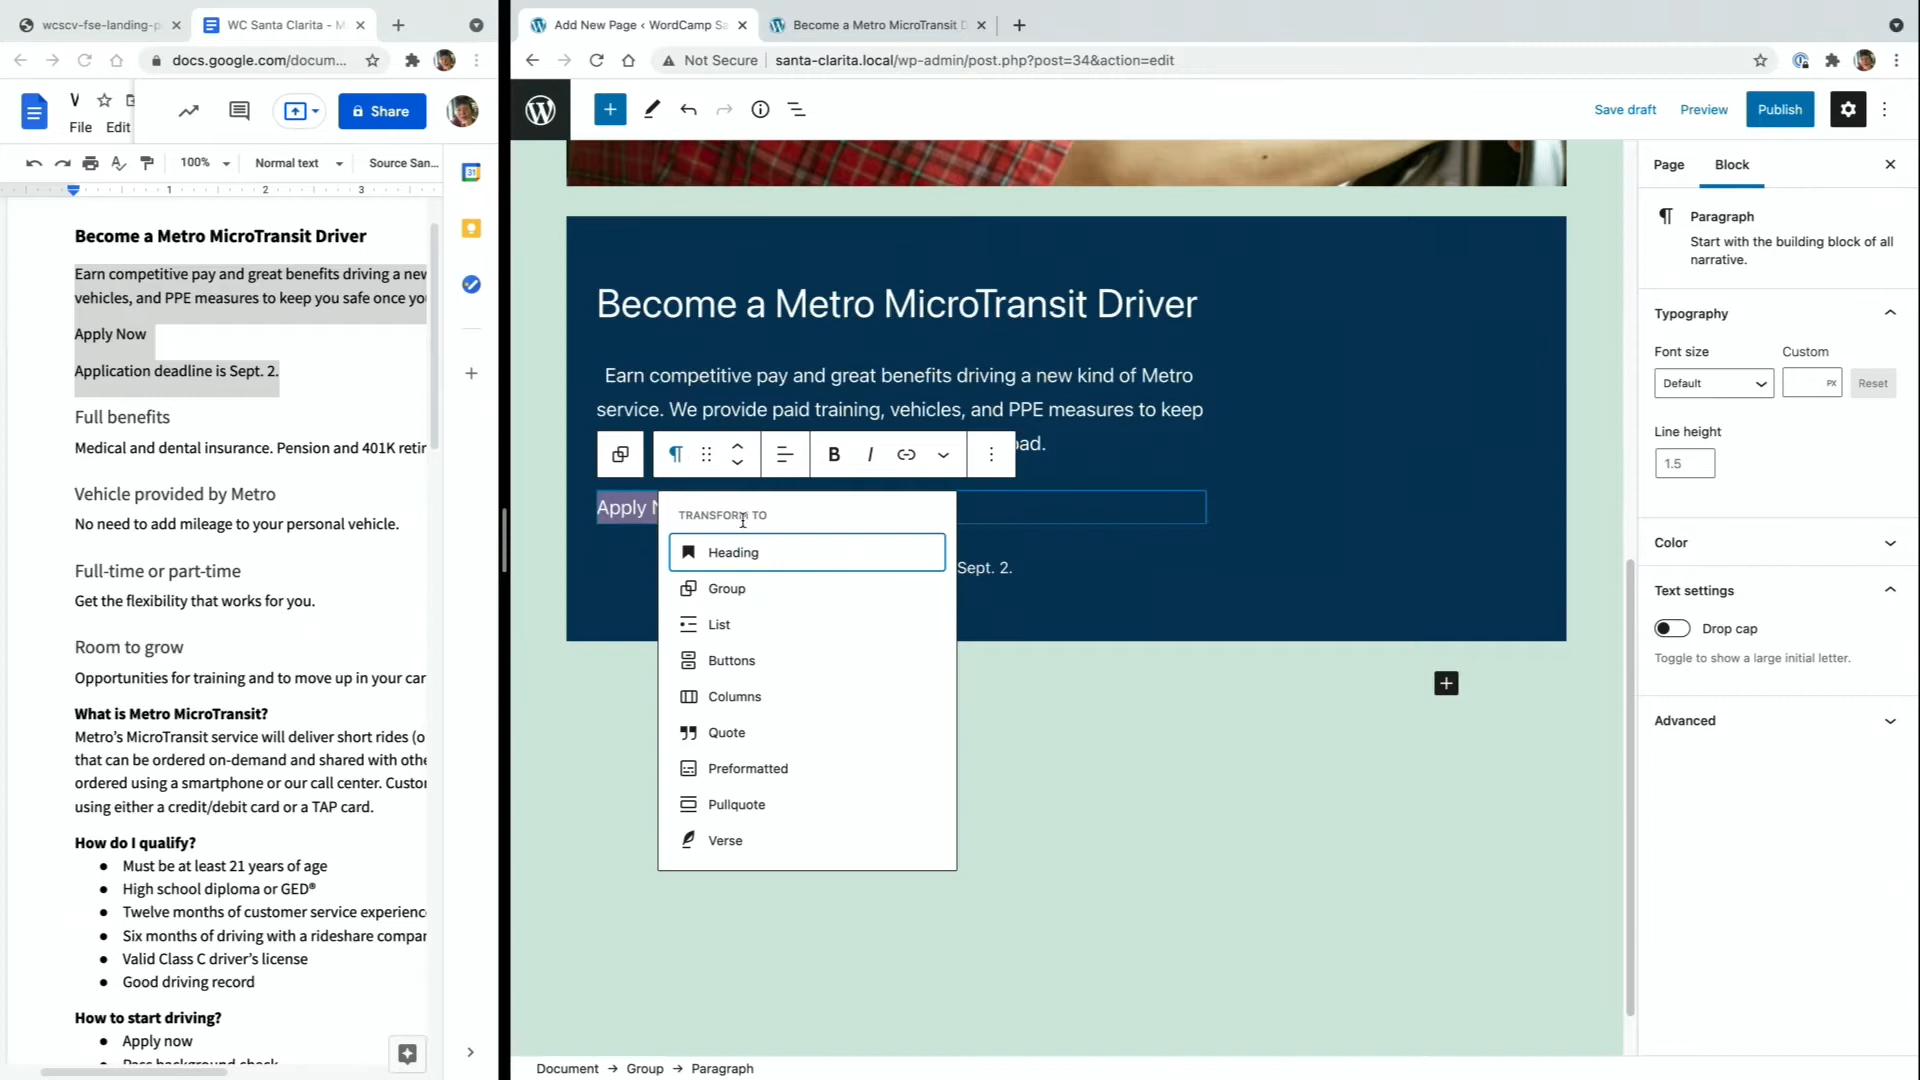 wcscv-fse-landing-p
WC Santa Clarita - M
docs.google.com/docum...
File Edit
Share
100%
Normal text
Source San...
1 2 3
31
Become a Metro MicroTransit Driver
Earn competitive pay and great benefits driving a new
vehicles, and PPE measures to keep you safe once yo
Apply Now
Application deadline is Sept. 2.
Full benefits
Medical and dental insurance. Pension and 401K retir
Vehicle provided by Metro
No need to add mileage to your personal vehicle.
Full-time or part-time
Get the flexibility that works for you.
Room to grow
Opportunities for training and to move up in your car
What is Metro MicroTransit?
Metro's MicroTransit service will deliver short rides (o
that can be ordered on-demand and shared with othe
ordered using a smartphone or our call center. Custo
using either a credit/debit card or a TAP card.
How do I qualify?
● Must be at least 21 years of age
● High school diploma or GED®
● Twelve months of customer service experience
● Six months of driving with a rideshare compan
● Valid Class C driver's license
● Good driving record
How to start driving?
● Apply now
● Pass background check
Add New Page ‹ WordCamp Sa
Become a Metro MicroTransit D
Not Secure
santa-clarita.local/wp-admin/post.php?post=34&action=edit
Save draft
Preview
Publish
Become a Metro MicroTransit Driver
Earn competitive pay and great benefits driving a new kind of Metro
service. We provide paid training, vehicles, and PPE measures to keep
oad.
B I
Apply N
Sept. 2.
TRANSFORM TO
Heading
Group
List
Buttons
Columns
Quote
Preformatted
Pullquote
Verse
Document → Group → Paragraph
Page
Block
Paragraph
Start with the building block of all
narrative.
Typography
Font size
Custom
Default
PX
Reset
Line height
1.5
Color
Text settings
Drop cap
Toggle to show a large initial letter.
Advanced